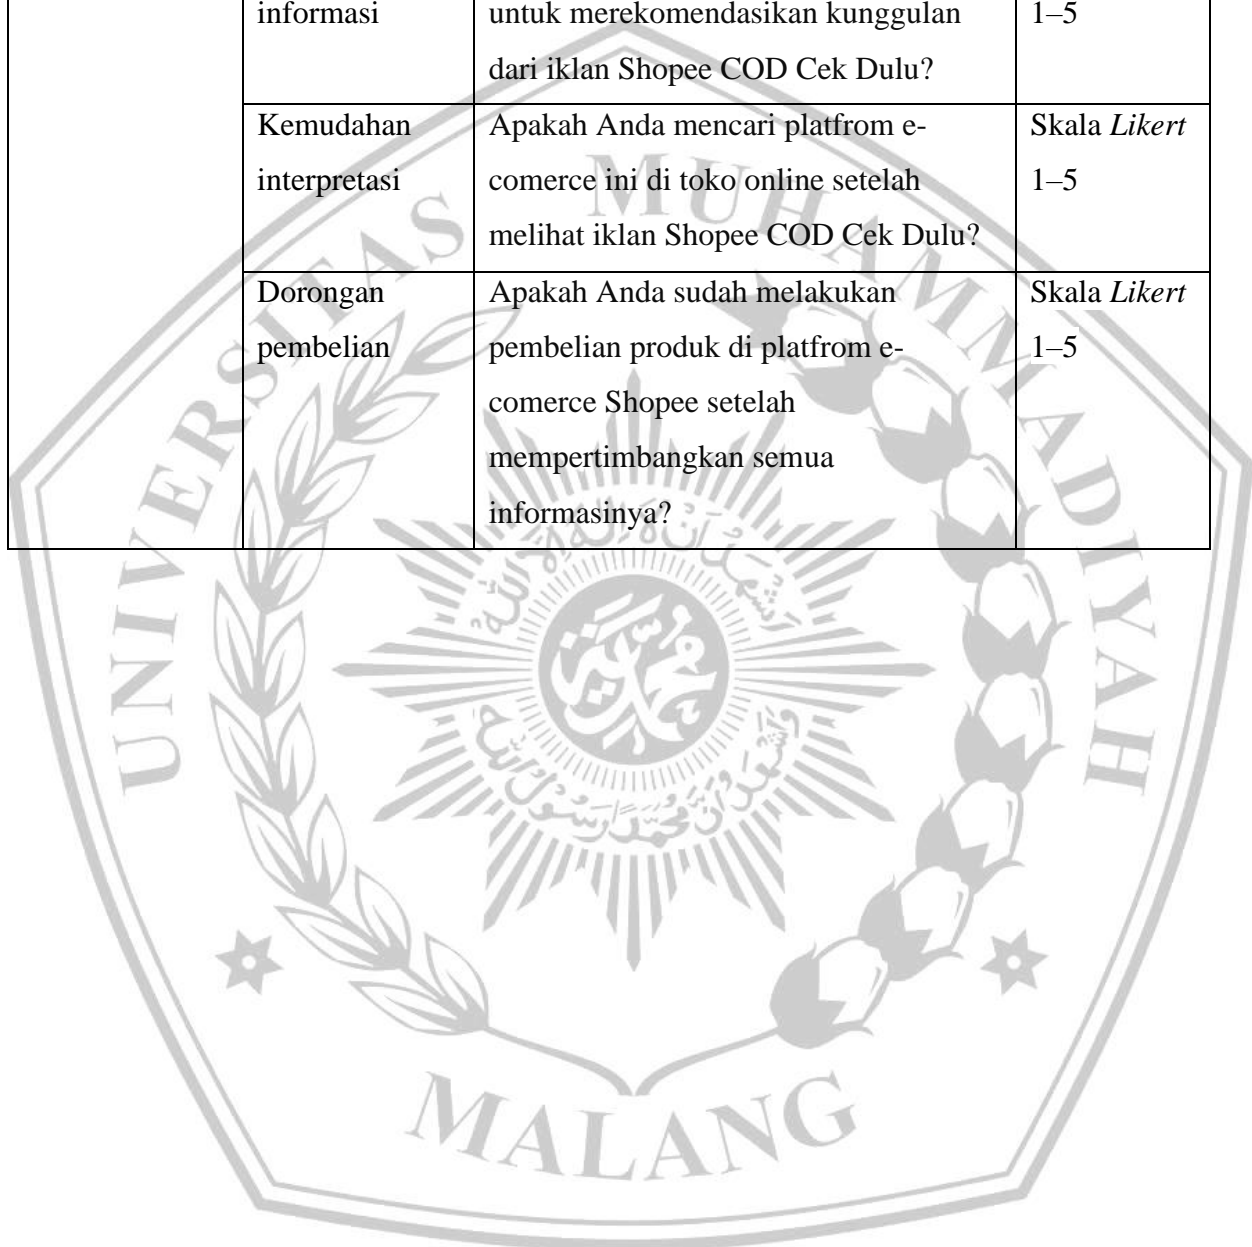 informasi
untuk merekomendasikan kunggulan
1–5
dari iklan Shopee COD Cek Dulu?
Kemudahan
interpretasi
Apakah Anda mencari platfrom e-
comerce ini di toko online setelah
melihat iklan Shopee COD Cek Dulu?
Skala Likert
1–5
Dorongan
pembelian
Apakah Anda sudah melakukan
pembelian produk di platfrom e-
comerce Shopee setelah
mempertimbangkan semua
informasinya?
Skala Likert
1–5
UNIVERSITAS MUHAMMADIYAH
MALANG